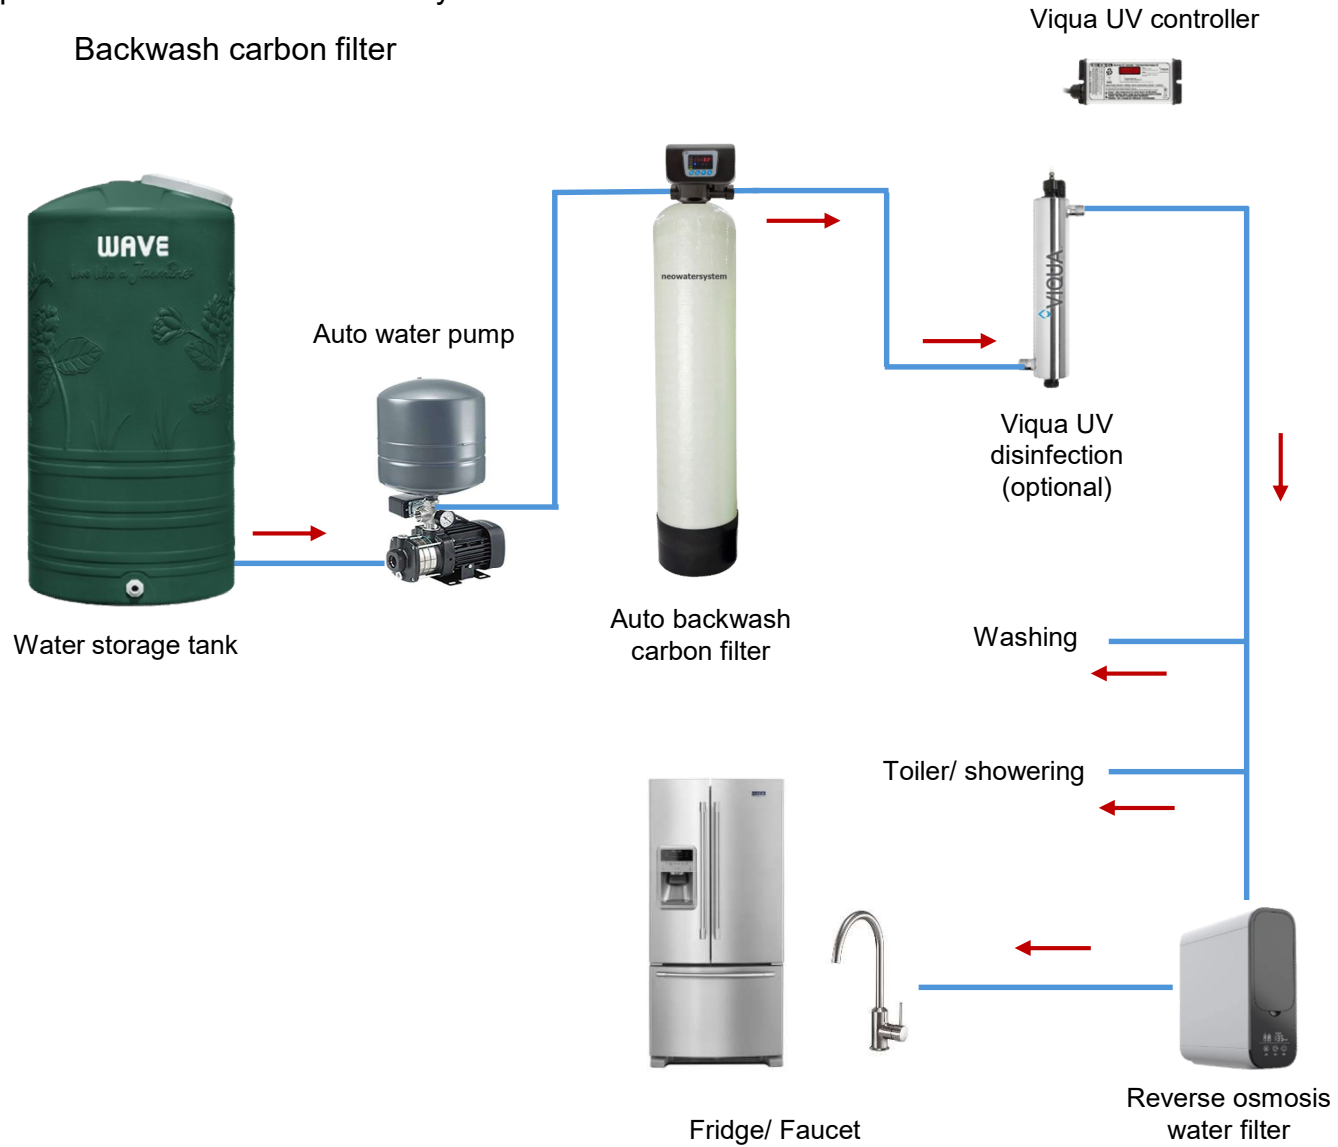 Backwash carbon filter
Viqua UV controller
WAVE
neowatersystem
VIQUA
Auto water pump
Viqua UV
disinfection
(optional)
Water storage tank
Auto backwash
carbon filter
Washing
Toiler/ showering
Fridge/ Faucet
Reverse osmosis
water filter